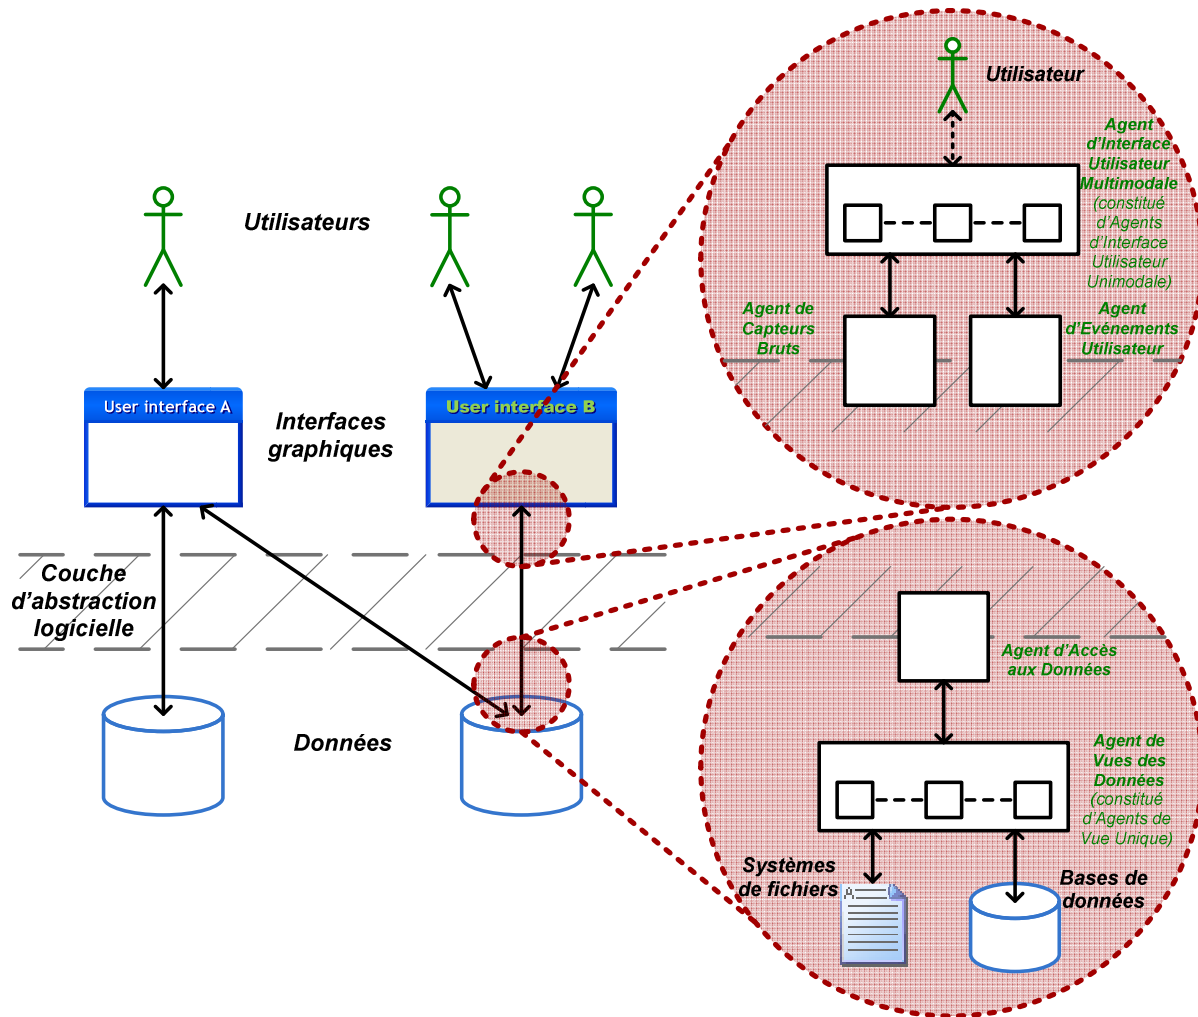 Utilisateur
Agent
d'Interface
Utilisateur
Multimodale
(constitué
d'Agents
d'Interface
Utilisateur
Unimodale)
Agent de
Capteurs
Bruts
Agent
d'Evénements
Utilisateur
Utilisateurs
User interface A
User interface B
Interfaces
graphiques
Couche
d'abstraction
logicielle
Données
Agent d'Accès
aux Données
Agent de
Vues des
Données
(constitué
d'Agents de
Vue Unique)
Systèmes
de fichiers
A
Bases de
données